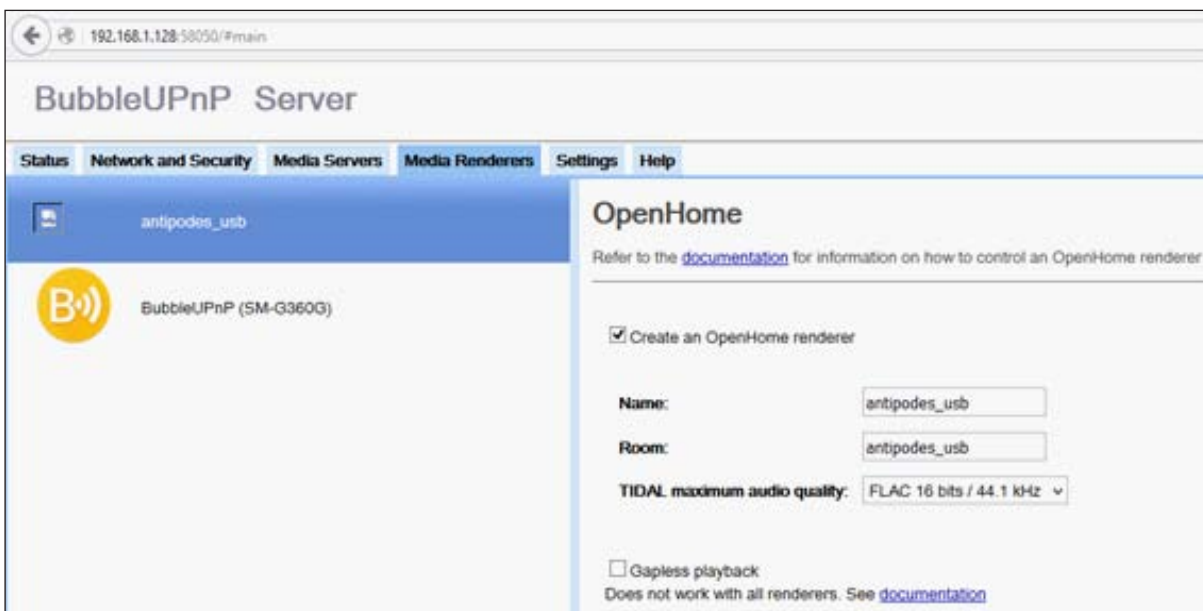 192.168.1.128:58050/#main
BubbleUPnP Server
Status Network and Security Media Servers Media Renderers Settings Help
antipodes_usb
BubbleUPnP (SM-G360G)
OpenHome
Refer to the documentation for information on how to control an OpenHome renderer
Create an OpenHome renderer
Name: antipodes_usb
Room: antipodes_usb
TIDAL maximum audio quality: FLAC 16 bits / 44.1 kHz
Gapless playback
Does not work with all renderers. See documentation